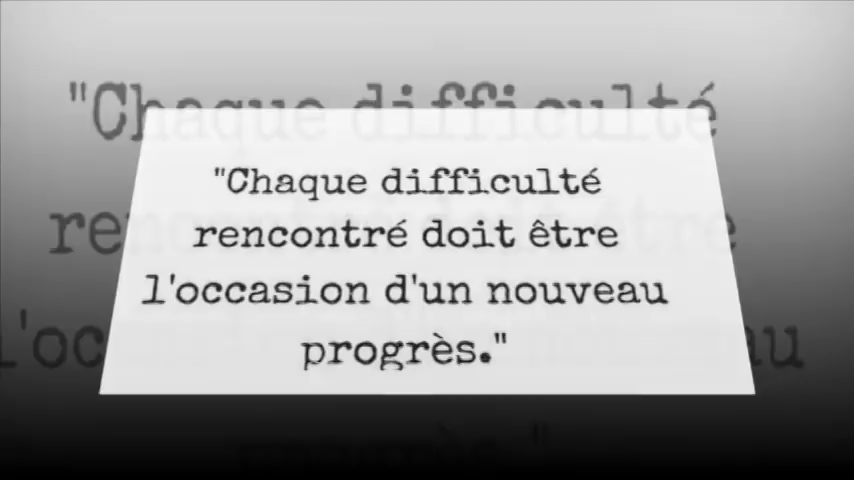 "Chaque difficulté
rencontré doit être
l'occasion d'un nouveau
progrès."